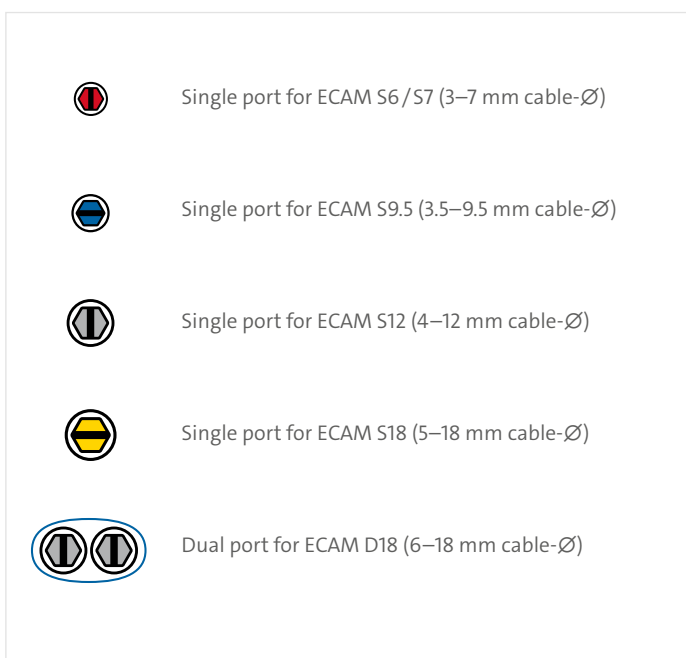 Single port for ECAM S6/S7 (3–7 mm cable-Ø)
Single port for ECAM S9.5 (3.5–9.5 mm cable-Ø)
Single port for ECAM S12 (4–12 mm cable-Ø)
Single port for ECAM S18 (5–18 mm cable-Ø)
Dual port for ECAM D18 (6–18 mm cable-Ø)